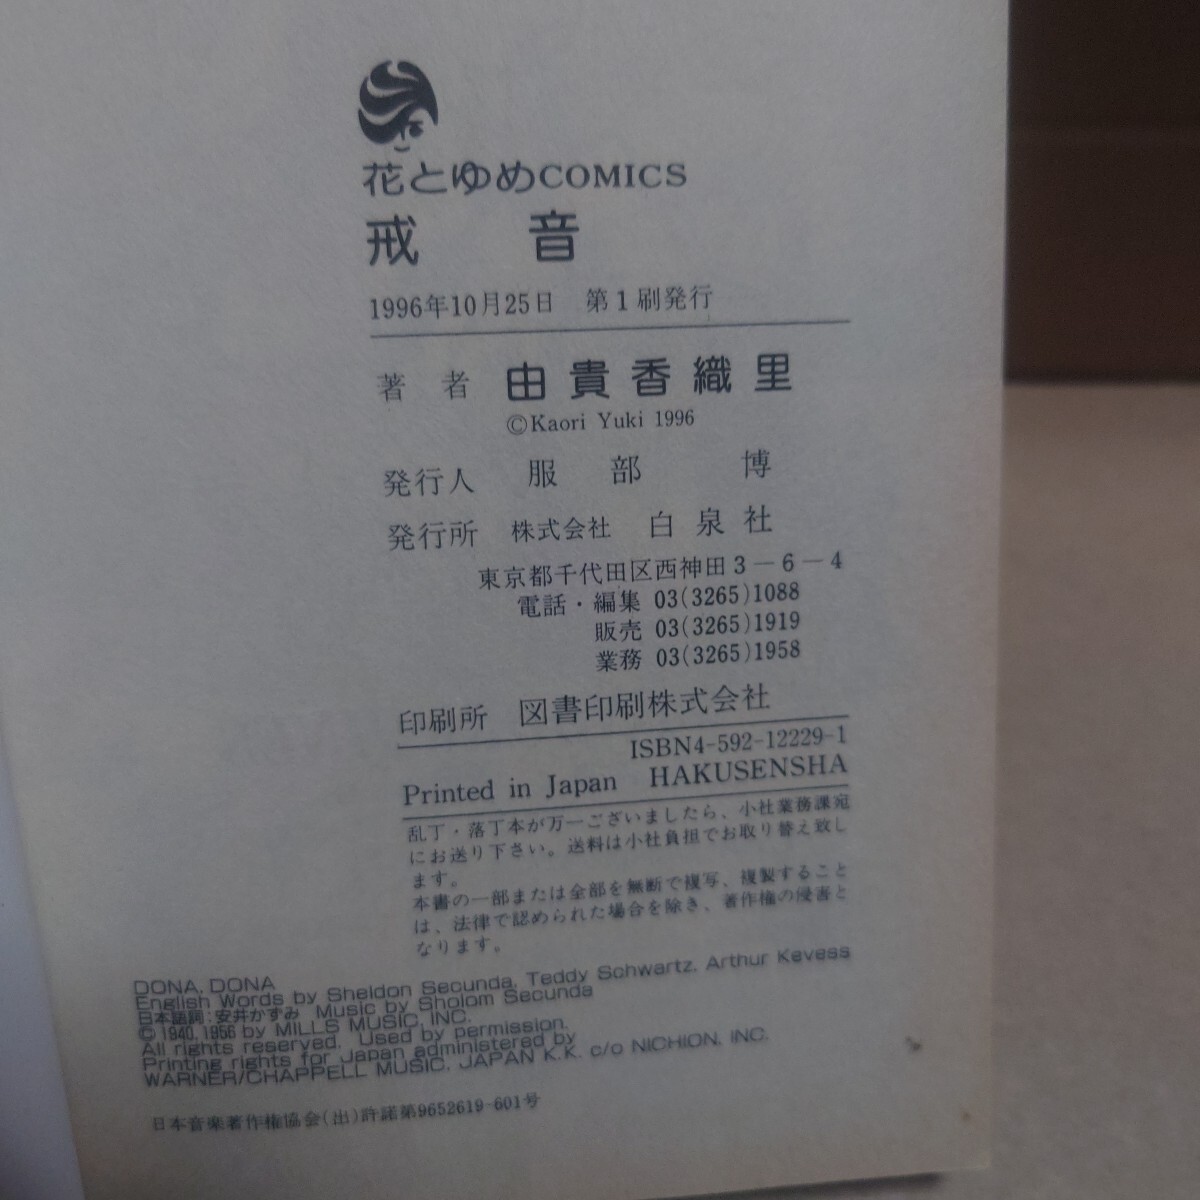 花とゆめCOMICS
戒音
1996年10月25日 第1刷発行
著者 由貴香織里
©Kaori Yuki 1996
発行人 服部 博
発行所 株式会社 白泉社
東京都千代田区西神田3-6-4
電話・編集 03(3265)1088
販売 03(3265)1919
業務 03(3265)1958
印刷所 図書印刷株式会社
ISBN4-592-12229-1
Printed in Japan HAKUSENSHA
乱丁・落丁本が万一ございましたら、小社業務課宛
にお送り下さい。送料は小社負担でお取り替え致し
ます。
本書の一部または全部を無断で複写、複製すること
は、法律で認められた場合を除き、著作権の侵害と
なります。
DONA, DONA
English Words by Sheldon Secunda, Teddy Schwartz, Arthur Kevess
日本語詞:安井かずみ Music by Sholom Secunda
© 1940, 1956 by MILLS MUSIC, INC.
All rights reserved. Used by permission.
Printing rights for Japan administered by
WARNER/CHAPPELL MUSIC, JAPAN K.K. c/o NICHION, INC.
日本音楽著作権協会(出)許諾第9652619-601号